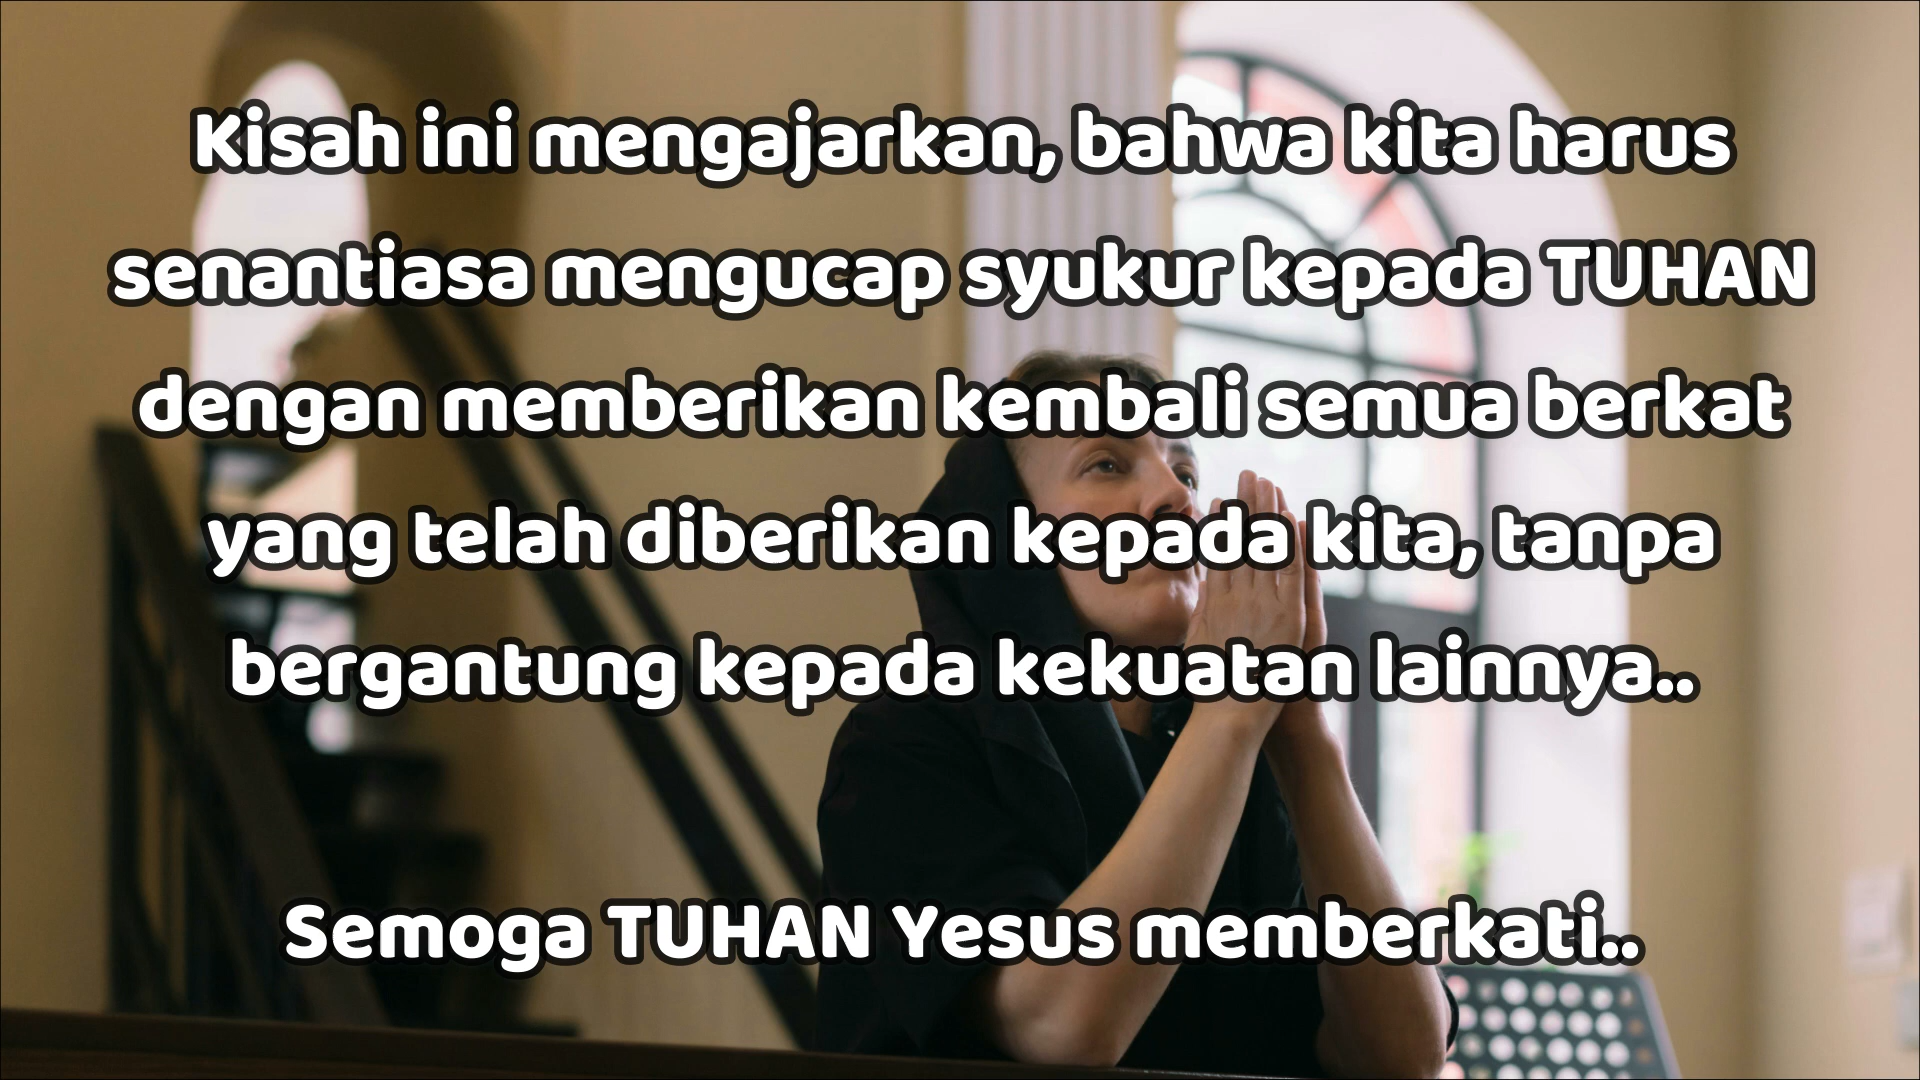 Kisah ini mengajarkan, bahwa kita harus
senantiasa mengucap syukur kepada TUHAN
dengan memberikan kembali semua berkat
yang telah diberikan kepada kita, tanpa
bergantung kepada kekuatan lainnya..
Semoga TUHAN Yesus memberkati..